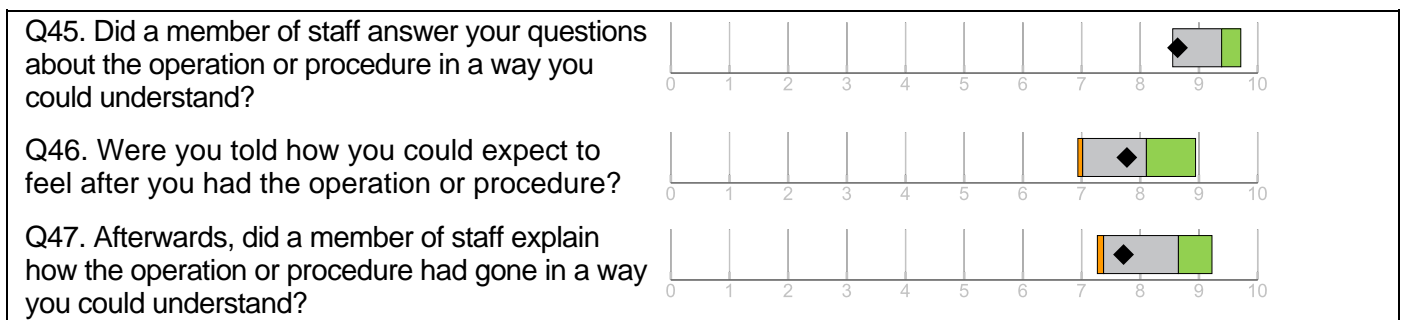 Q45. Did a member of staff answer your questions
about the operation or procedure in a way you
could understand?
0 1 2 3 4 5 6 7 8 9 10
Q46. Were you told how you could expect to
feel after you had the operation or procedure?
0 1 2 3 4 5 6 7 8 9 10
Q47. Afterwards, did a member of staff explain
how the operation or procedure had gone in a way
you could understand?
0 1 2 3 4 5 6 7 8 9 10